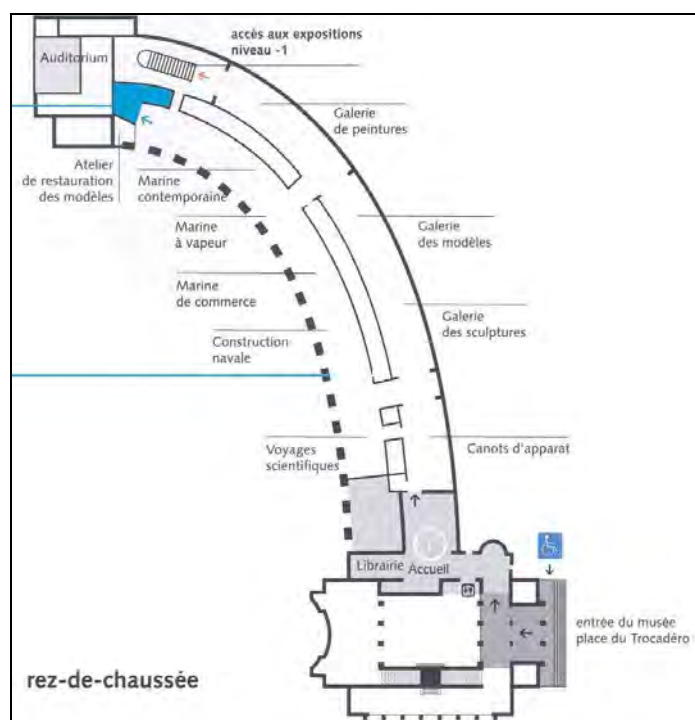 accès aux expositions
niveau -1
Auditorium
Galerie
de peintures
Atelier
de restauration
des modèles
Marine
contemporaine
Marine
à vapeur
Galerie
des modèles
Marine
de commerce
Galerie
des sculptures
Construction
navale
Voyages
scientifiques
Canots d'apparat
Librairie
Accueil
entrée du musée
place du Trocadéro
rez-de-chaussée